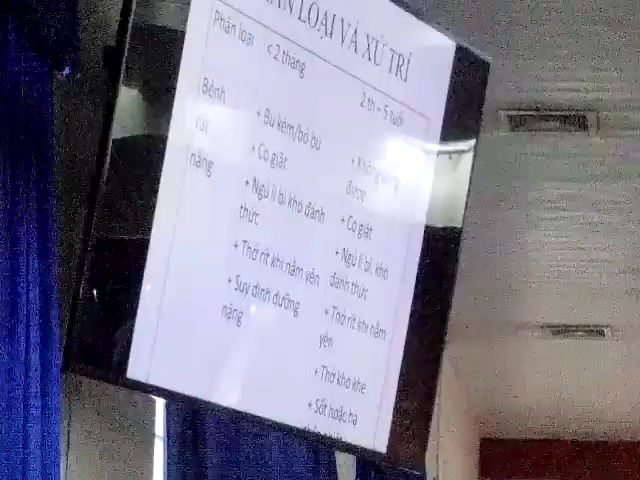 LOẠI VÀ XỬ TRÍ
Phân loại
< 2 tháng
2 th – 5 tuổi
Bệnh
rất
nặng
+ Bú kém/bỏ bú
+ Co giật
+ Ngủ li bì khó đánh
thức
+ Thở rít khi nằm yên
+ Suy dinh dưỡng
nặng
+ Không
được
+ Co giật
+ Ngủ li bì, khó
đánh thức
+ Thở rít khi nằm
yên
+ Thở khò khè
+ Sốt hoặc hạ